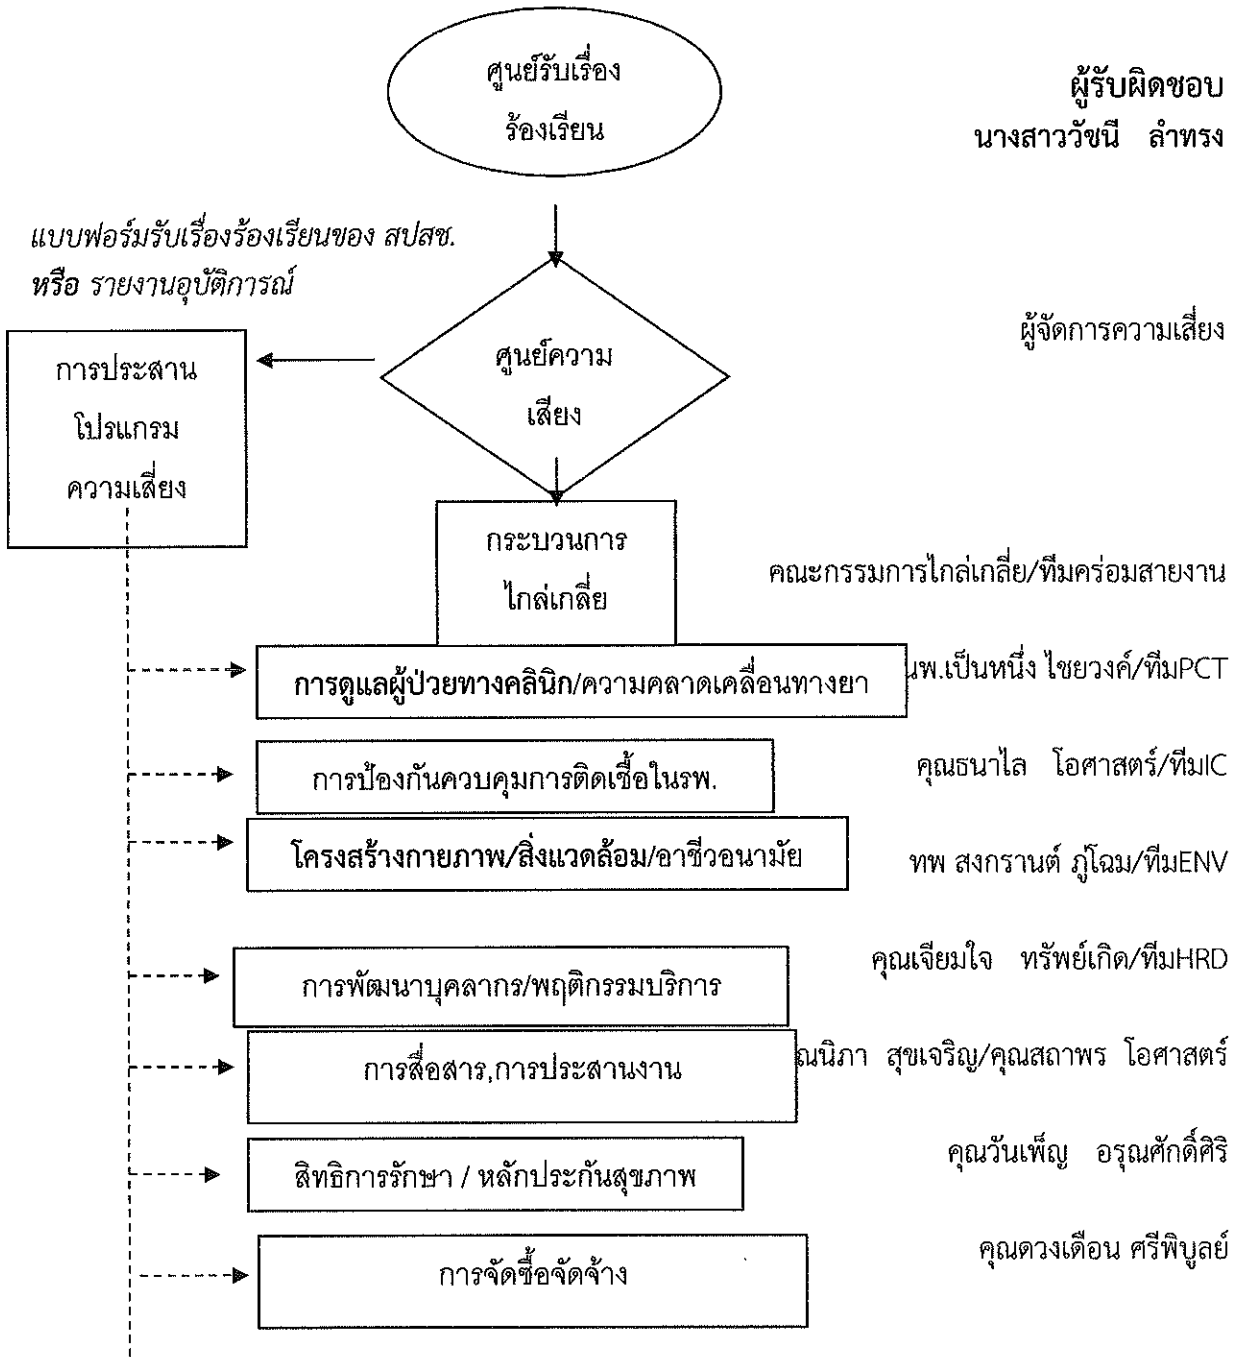 ศูนย์รับเรื่อง
ร้องเรียน
ผู้รับผิดชอบ
นางสาววัชนี ลำทรง
แบบฟอร์มรับเรื่องร้องเรียนของ สปสช.
หรือ รายงานอุบัติการณ์
ผู้จัดการความเสี่ยง
ศูนย์ความ
เสี่ยง
การประสาน
โปรแกรม
ความเสี่ยง
กระบวนการ
ไกล่เกลี่ย
คณะกรรมการไกล่เกลี่ย/ทีมคร่อมสายงาน
การดูแลผู้ป่วยทางคลินิก/ความคลาดเคลื่อนทางยา
นพ.เป็นหนึ่ง ไชยวงค์/ทีมPCT
การป้องกันควบคุมการติดเชื้อในรพ.
คุณธนาไล โอศาสตร์/ทีมIC
โครงสร้างกายภาพ/สิ่งแวดล้อม/อาชีวอนามัย
ทพ สงกรานต์ ภู่โฉม/ทีมENV
การพัฒนาบุคลากร/พฤติกรรมบริการ
คุณเจียมใจ ทรัพย์เกิด/ทีมHRD
การสื่อสาร,การประสานงาน
ณนิภา สุขเจริญ/คุณสถาพร โอศาสตร์
สิทธิการรักษา / หลักประกันสุขภาพ
คุณวันเพ็ญ อรุณศักดิ์ศิริ
การจัดซื้อจัดจ้าง
คุณดวงเดือน ศรีพิบูลย์